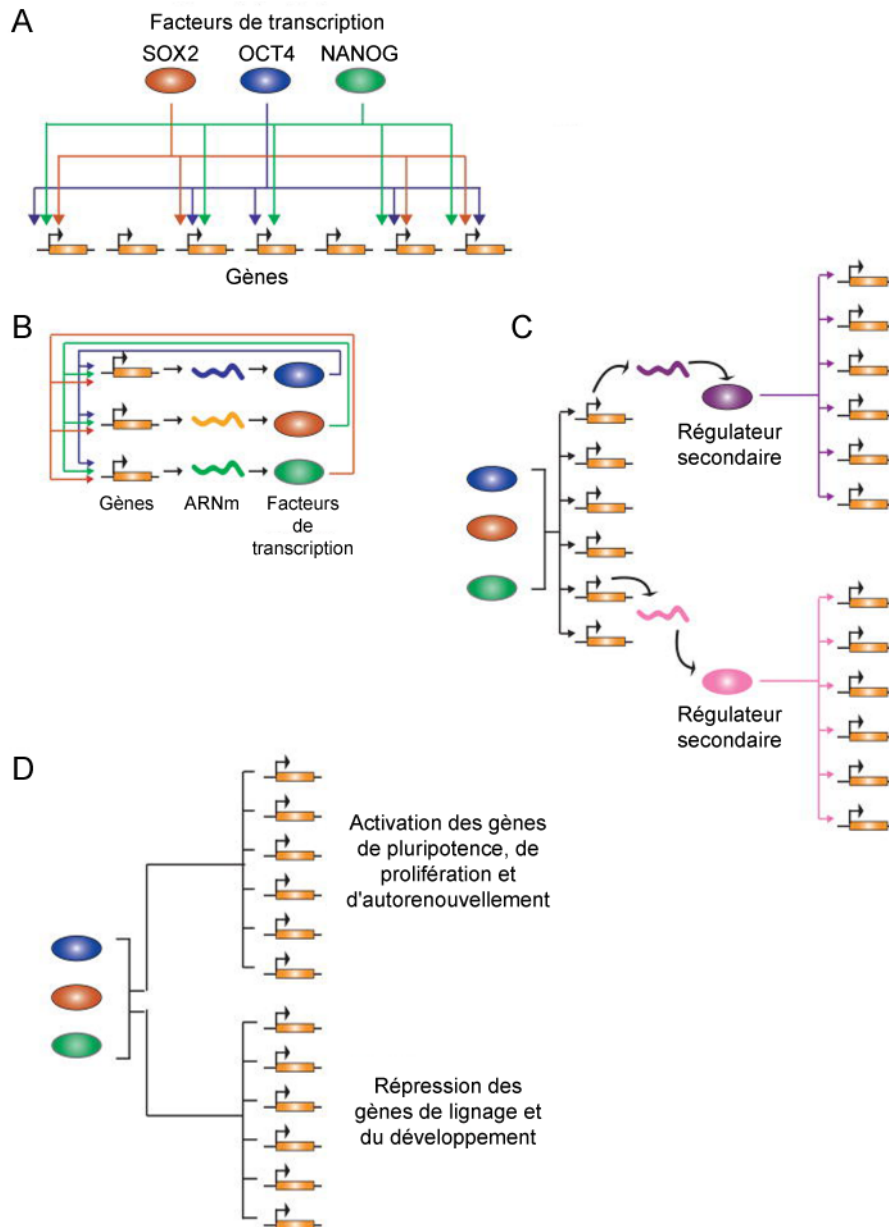 A
Facteurs de transcription
SOX2 OCT4 NANOG
Gènes
B
Gènes ARNm Facteurs
de
transcription
C
Régulateur
secondaire
Régulateur
secondaire
D
Activation des gènes
de pluripotence, de
prolifération et
d'autorenouvellement
Répression des
gènes de lignage et
du développement